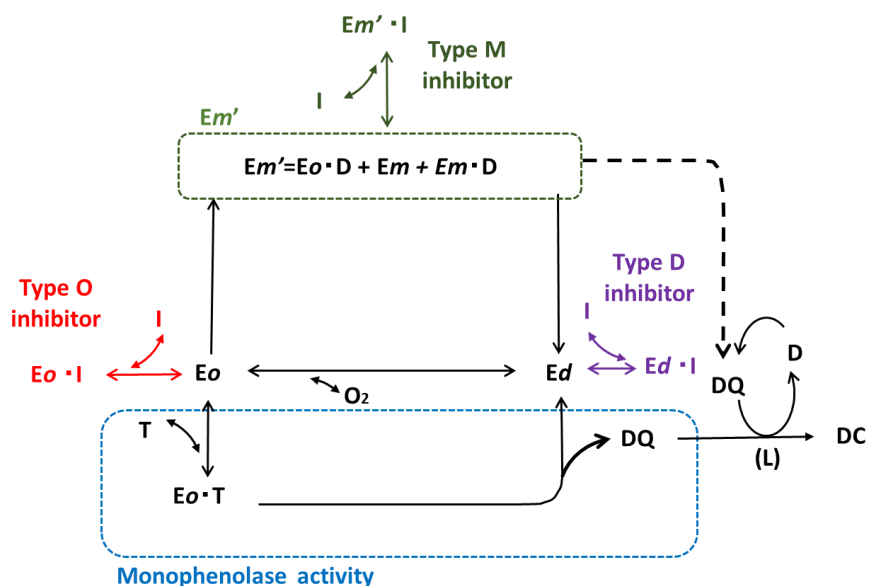 Em' · I
Type M
inhibitor
I
Em'
Em'=Eo · D + Em + Em · D
Type O
inhibitor
I
Eo · I
Eo
O₂
Type D
inhibitor
I
Ed
Ed · I
D
DQ
T
DQ
(L)
DC
Eo · T
Monophenolase activity